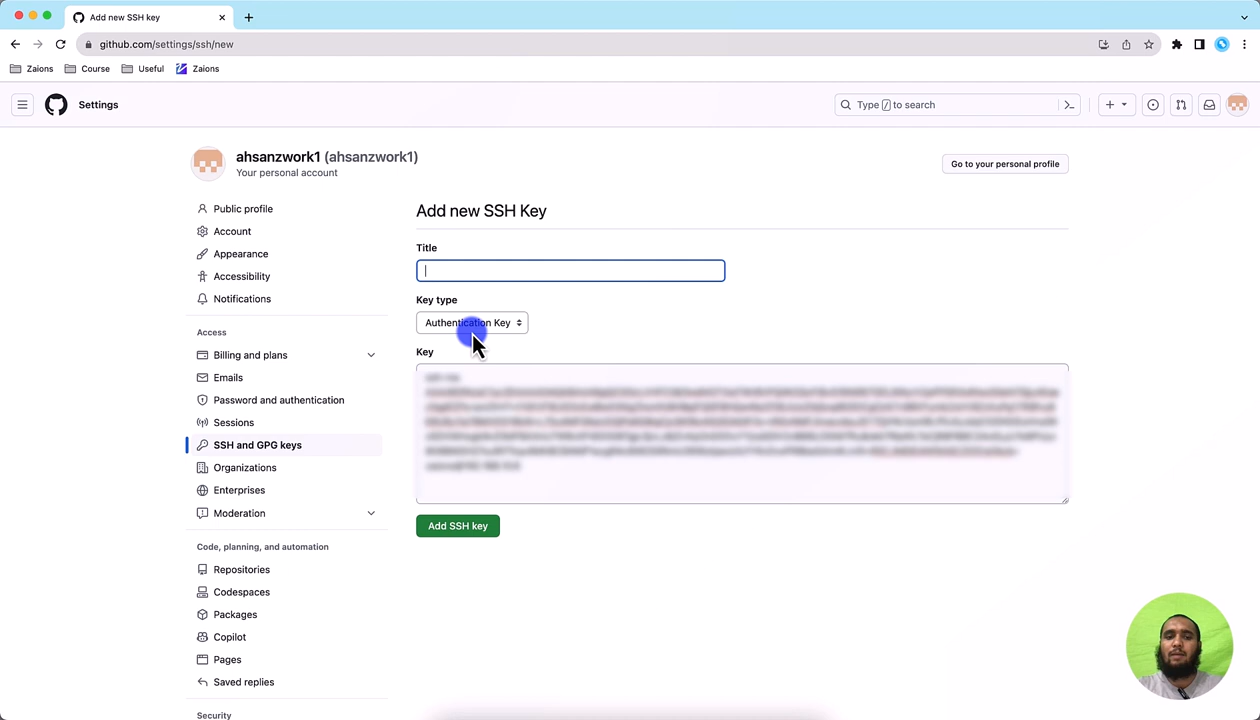 Add new SSH key
github.com/settings/ssh/new
Zaions
Course
Useful
Zaions
Settings
Type / to search
ahsanzwork1 (ahsanzwork1)
Your personal account
Go to your personal profile
Public profile
Account
Appearance
Accessibility
Notifications
Access
Billing and plans
Emails
Password and authentication
Sessions
SSH and GPG keys
Organizations
Enterprises
Moderation
Code, planning, and automation
Repositories
Codespaces
Packages
Copilot
Pages
Saved replies
Security
Add new SSH Key
Title
Key type
Authentication Key
Key
Add SSH key